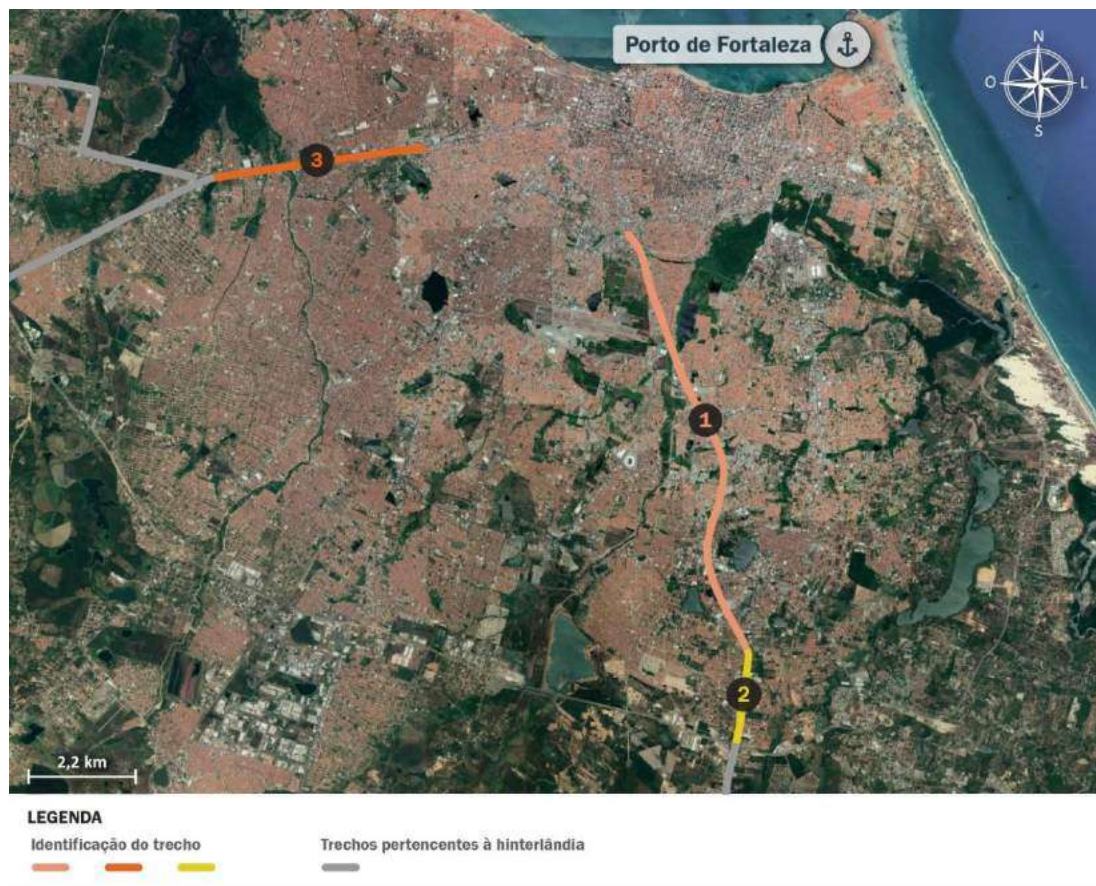 Porto de Fortaleza
N
O
L
S
3
1
2
2,2 km
LEGENDA
Identificação do trecho
Trechos pertencentes à hinterlândia